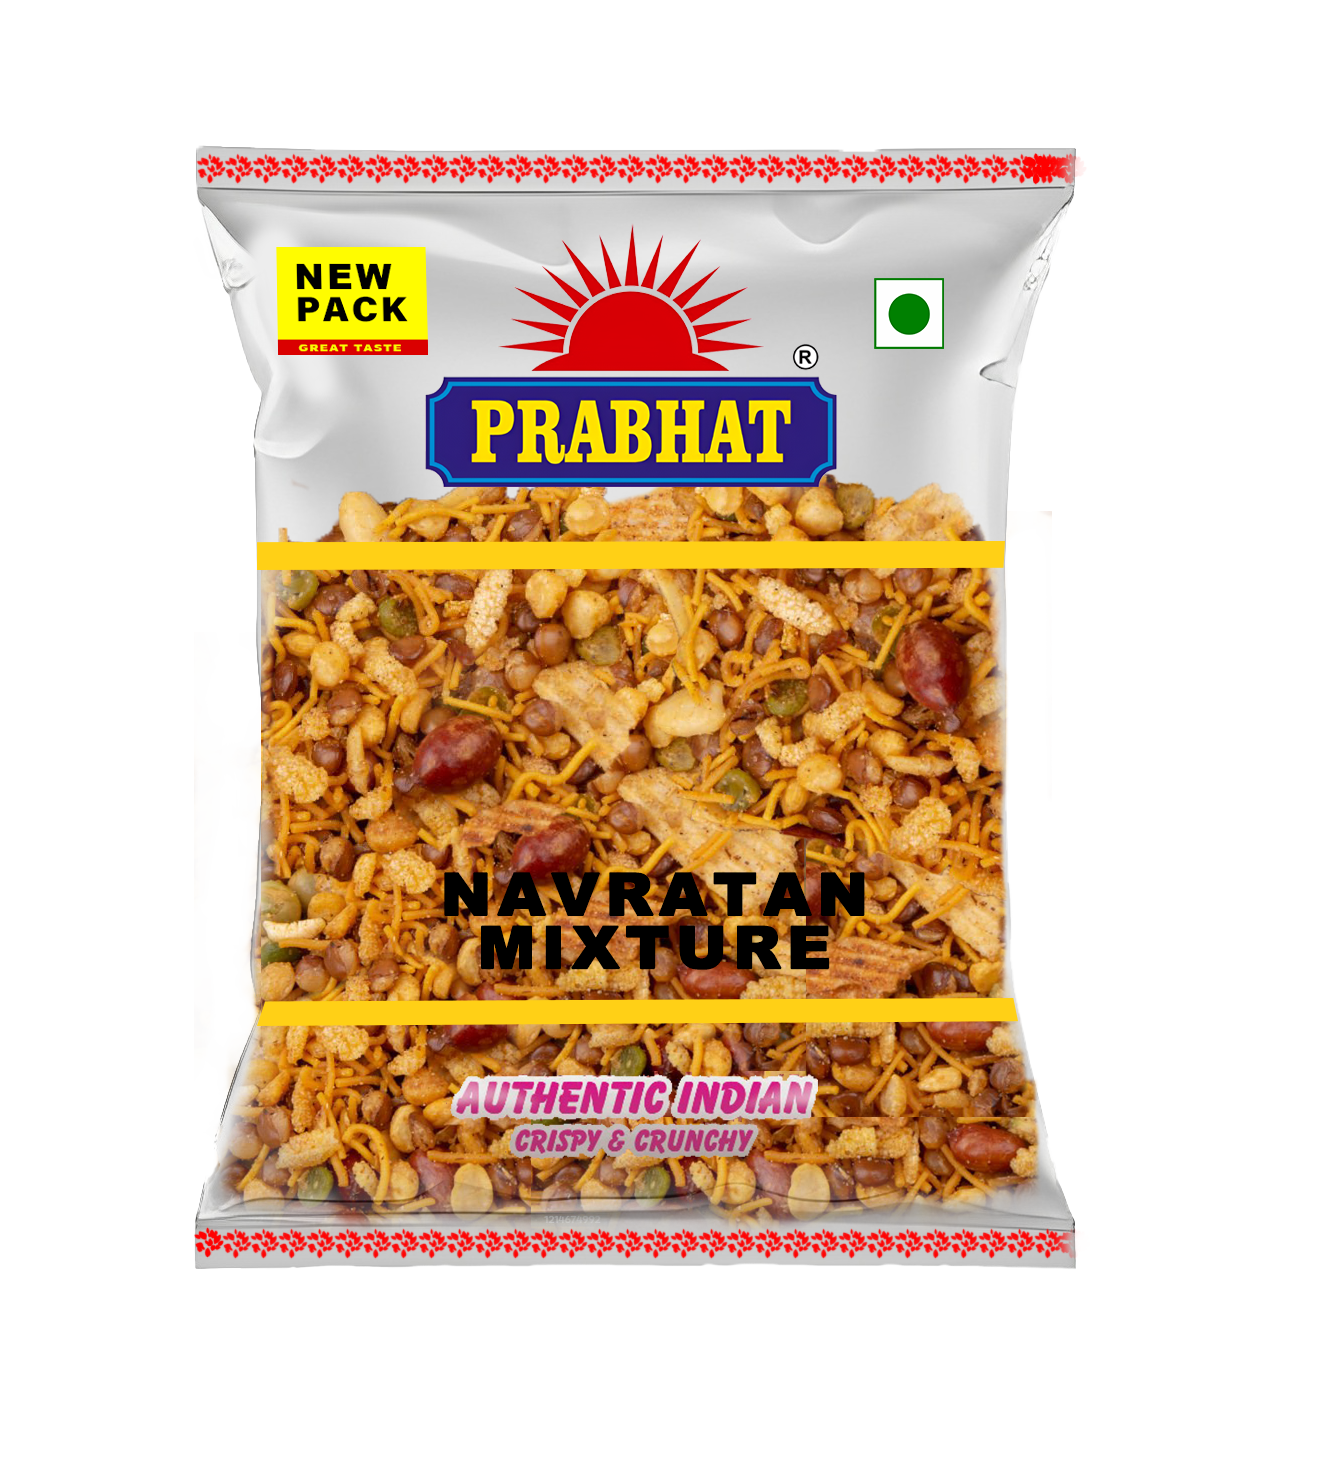 NEW
PACK
GREAT TASTE
®
PRABHAT
NAVRATAN
MIXTURE
AUTHENTIC INDIAN
CRISPY & CRUNCHY